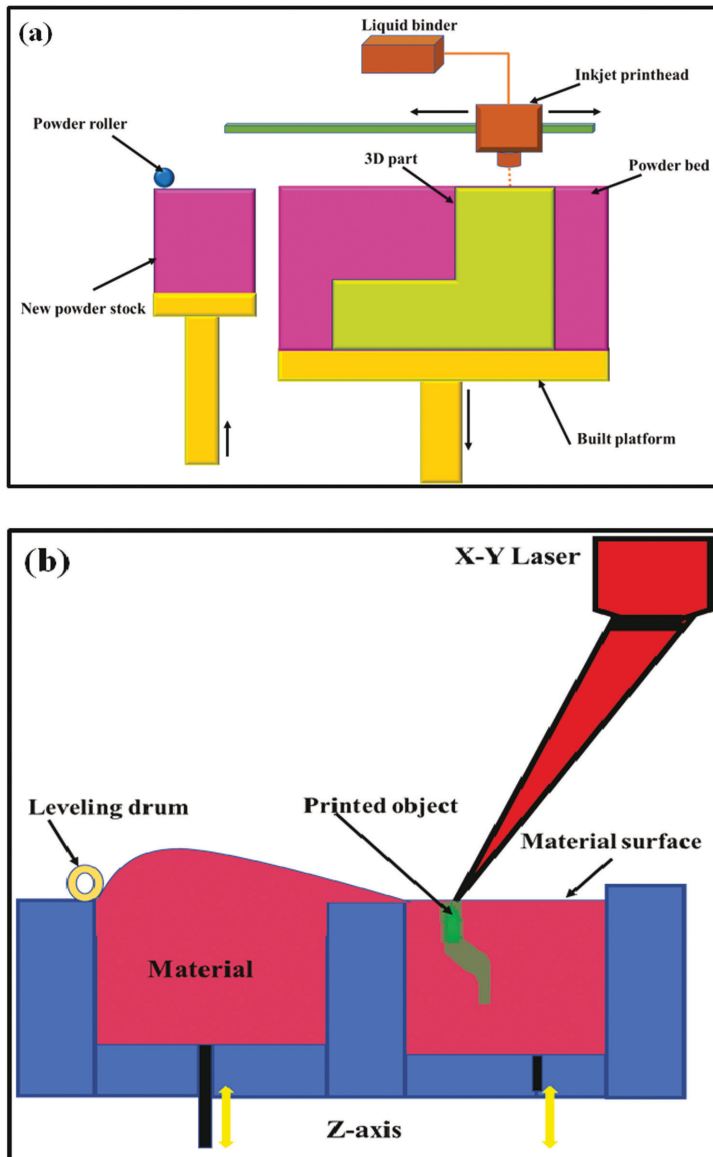 (a)
Liquid binder
Inkjet printhead
Powder roller
3D part
Powder bed
New powder stock
Built platform
(b)
X-Y Laser
Leveling drum
Printed object
Material surface
Material
Z-axis